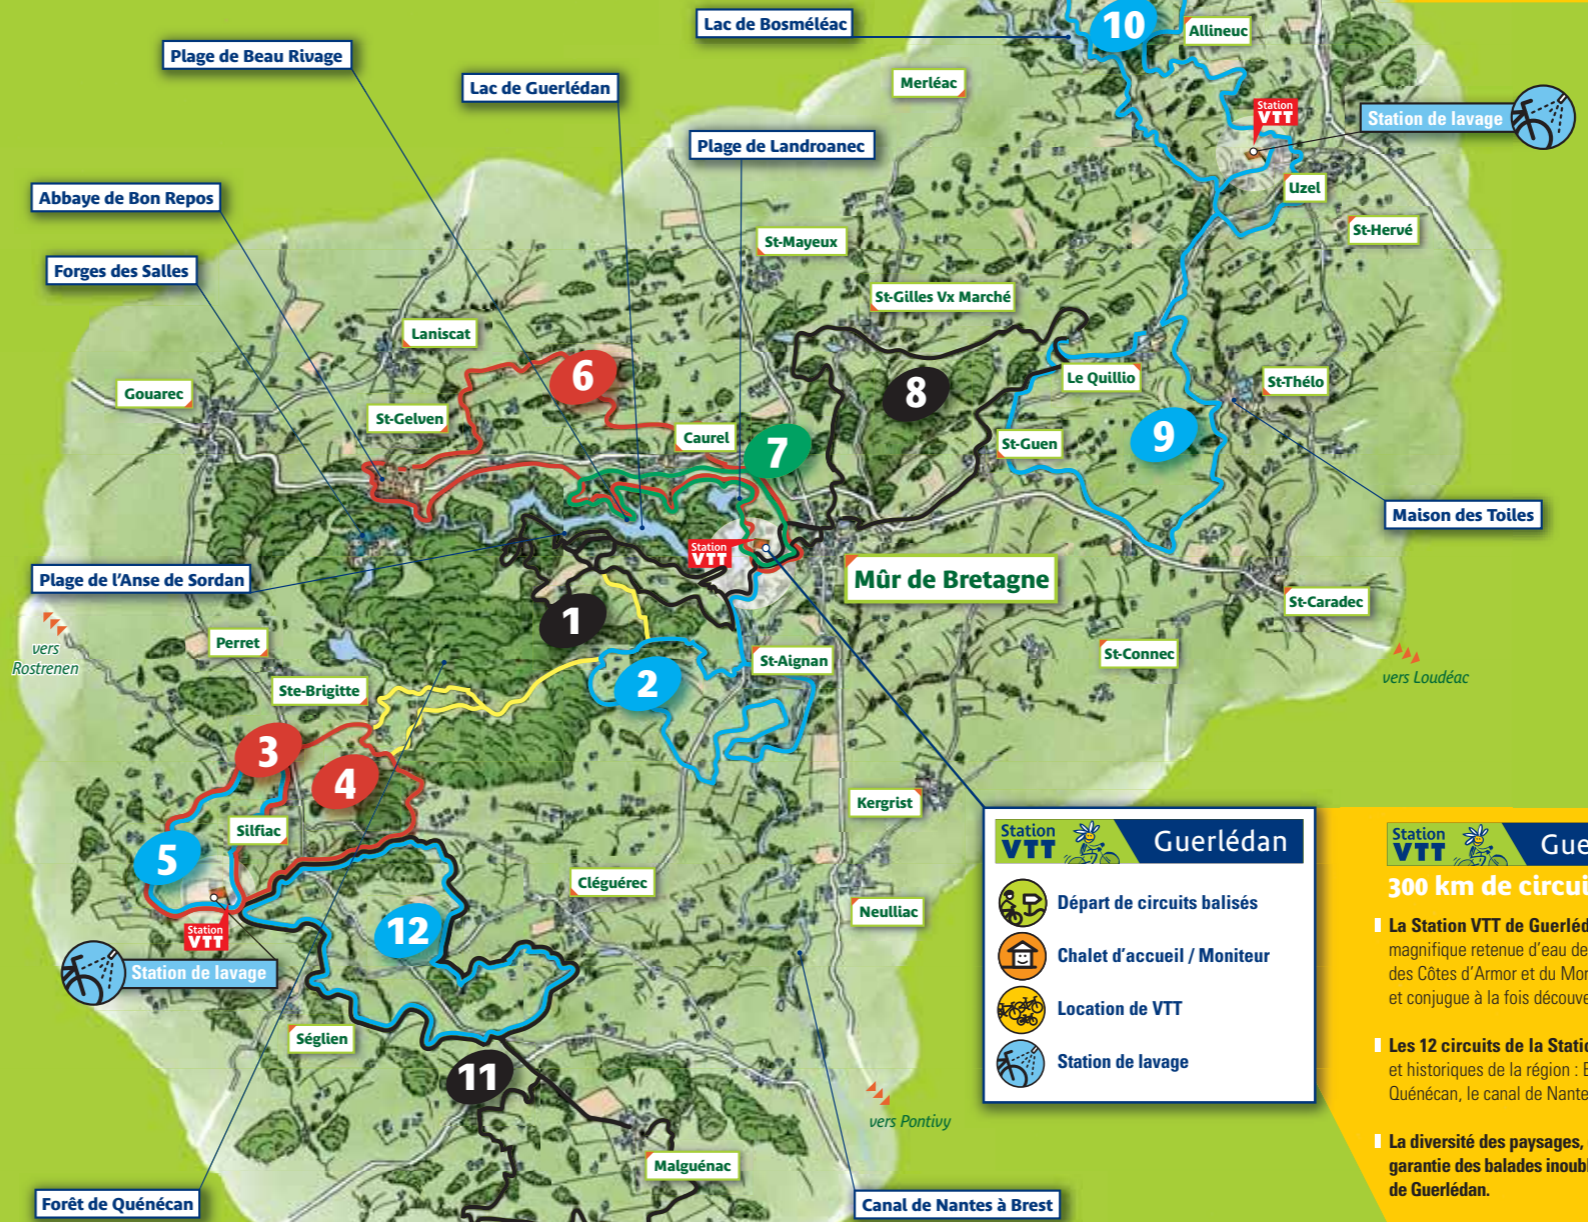 Lac de Bosméléac
10
Allineuc
Plage de Beau Rivage
Lac de Guerlédan
Merléac
Station
VTT
Station de lavage
Plage de Landroanec
Abbaye de Bon Repos
Uzel
St-Hervé
St-Mayeux
Forges des Salles
St-Gilles Vx Marché
Laniscat
6
8
Le Quillio
St-Thélo
Gouarec
St-Gelven
Caurel
7
St-Guen
9
Maison des Toiles
Station
VTT
Mûr de Bretagne
Plage de l'Anse de Sordan
1
St-Caradec
vers
Rostrenen
Perret
St-Aignan
St-Connec
vers Loudéac
Ste-Brigitte
2
3
4
Kergrist
Silfiac
5
Cléguérec
Neulliac
12
Station
VTT
Station de lavage
Séglien
11
vers Pontivy
Malguénac
Forêt de Quénécan
Canal de Nantes à Brest
Station
VTT
Guerlédan
Départ de circuits balisés
Chalet d'accueil / Moniteur
Location de VTT
Station de lavage
Station
VTT
Gue
300 km de circui
La Station VTT de Guerléd
magnifique retenue d'eau de
des Côtes d'Armor et du Mor
et conjugue à la fois découve
Les 12 circuits de la Statio
et historiques de la région : B
Quénécan, le canal de Nante
La diversité des paysages,
garantie des balades inoubl
de Guerlédan.